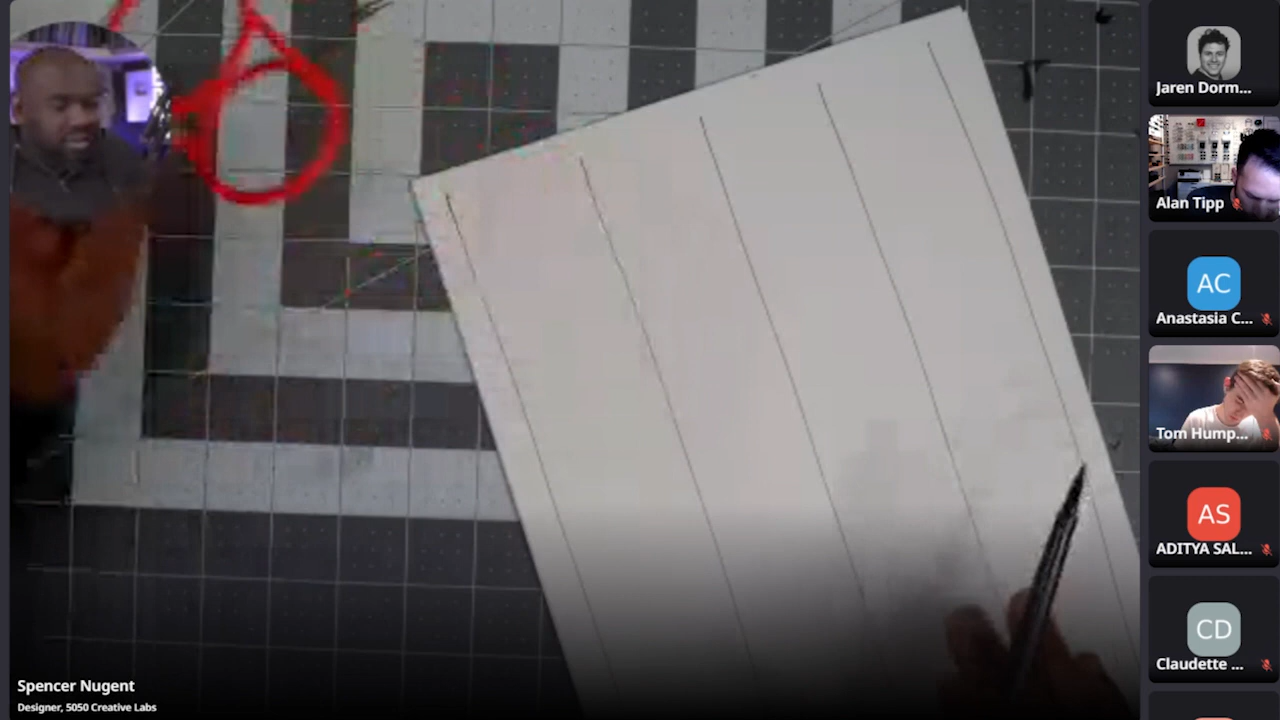 Jaren Dorm...
Alan Tipp
AC
Anastasia C...
Tom Hump...
AS
ADITYA SAL...
CD
Claudette ...
Spencer Nugent
Designer, 5050 Creative Labs